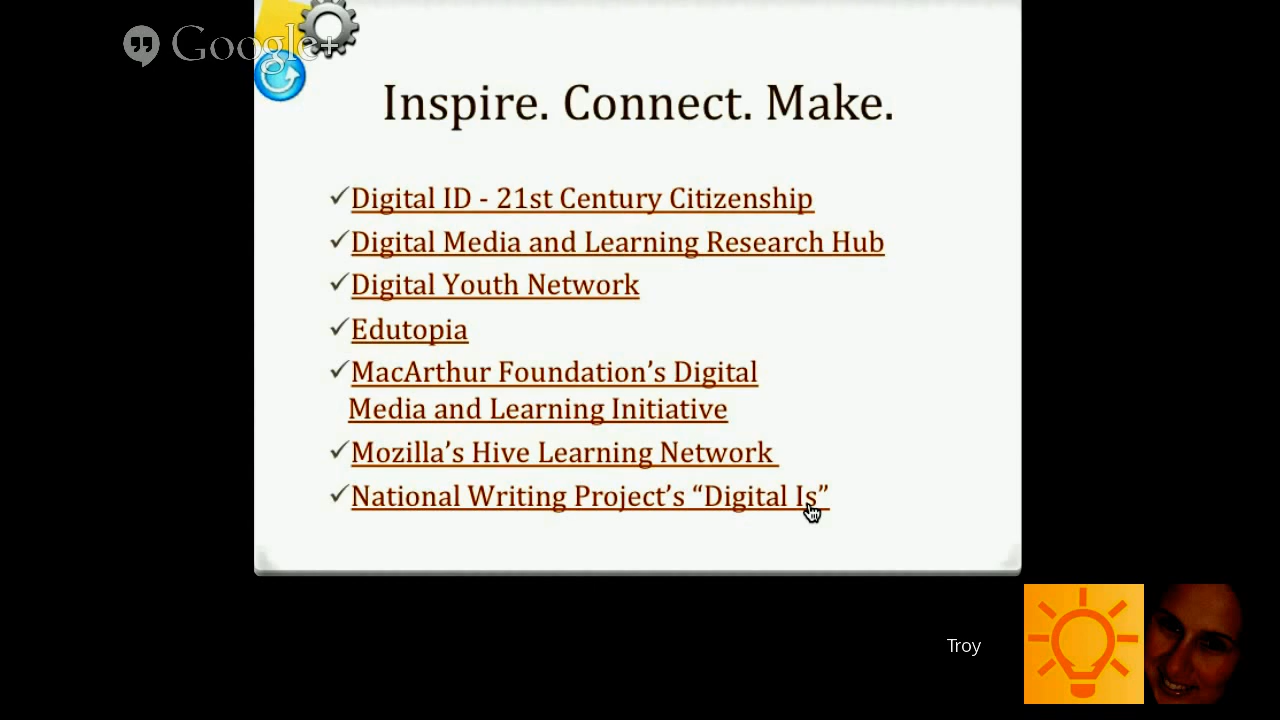 Google+
Inspire. Connect. Make.
Digital ID - 21st Century Citizenship
Digital Media and Learning Research Hub
Digital Youth Network
Edutopia
MacArthur Foundation’s Digital
Media and Learning Initiative
Mozilla’s Hive Learning Network
National Writing Project’s “Digital Is”
Troy